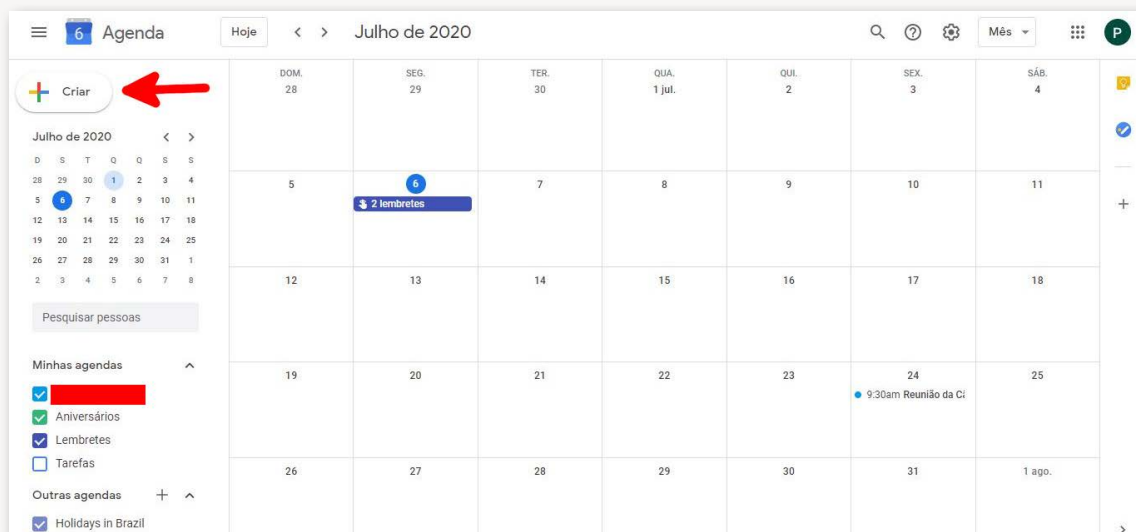 6 Agenda Hoje Julho de 2020 Mês P
Criar
Julho de 2020
D S T Q Q S S
28 29 30 1 2 3 4
5 6 7 8 9 10 11
12 13 14 15 16 17 18
19 20 21 22 23 24 25
26 27 28 29 30 31 1
2 3 4 5 6 7 8
Pesquisar pessoas
Minhas agendas
Aniversários
Lembretes
Tarefas
Outras agendas
Holidays in Brazil
DOM. SEG. TER. QUA. QUI. SEX. SÁB.
28 29 30 1 jul. 2 3 4
5 6 7 8 9 10 11
2 lembretes
12 13 14 15 16 17 18
19 20 21 22 23 24 25
9:30am Reunião da
26 27 28 29 30 31 1 ago.